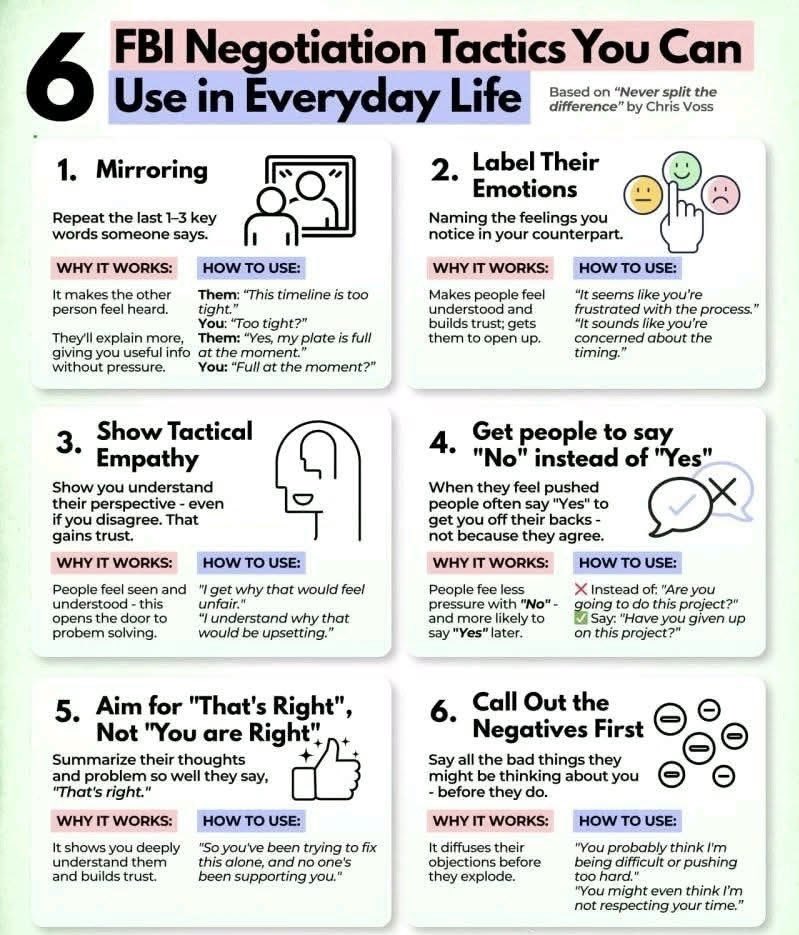 6
FBI Negotiation Tactics You Can
Use in Everyday Life
Based on “Never split the
difference” by Chris Voss
1. Mirroring
Repeat the last 1–3 key
words someone says.
WHY IT WORKS:
It makes the other
person feel heard.
They'll explain more,
giving you useful info
without pressure.
HOW TO USE:
Them: “This timeline is too
tight.”
You: “Too tight?”
Them: “Yes, my plate is full
at the moment.”
You: “Full at the moment?”
2. Label Their
Emotions
Naming the feelings you
notice in your counterpart.
WHY IT WORKS:
Makes people feel
understood and
builds trust; gets
them to open up.
HOW TO USE:
“It seems like you're
frustrated with the process.”
“It sounds like you're
concerned about the
timing.”
3. Show Tactical
Empathy
Show you understand
their perspective - even
if you disagree. That
gains trust.
WHY IT WORKS:
People feel seen and
understood - this
opens the door to
probem solving.
HOW TO USE:
"I get why that would feel
unfair."
“I understand why that
would be upsetting.”
4. Get people to say
"No" instead of "Yes"
When they feel pushed
people often say "Yes" to
get you off their backs -
not because they agree.
WHY IT WORKS:
People fee less
pressure with "No" -
and more likely to
say "Yes" later.
HOW TO USE:
❌ Instead of: "Are you
going to do this project?"
✅ Say: "Have you given up
on this project?"
5. Aim for "That's Right",
Not "You are Right"
Summarize their thoughts
and problem so well they say,
"That's right."
WHY IT WORKS:
It shows you deeply
understand them
and builds trust.
HOW TO USE:
"So you've been trying to fix
this alone, and no one's
been supporting you."
6. Call Out the
Negatives First
Say all the bad things they
might be thinking about you
- before they do.
WHY IT WORKS:
It diffuses their
objections before
they explode.
HOW TO USE:
"You probably think I'm
being difficult or pushing
too hard."
"You might even think I'm
not respecting your time.”